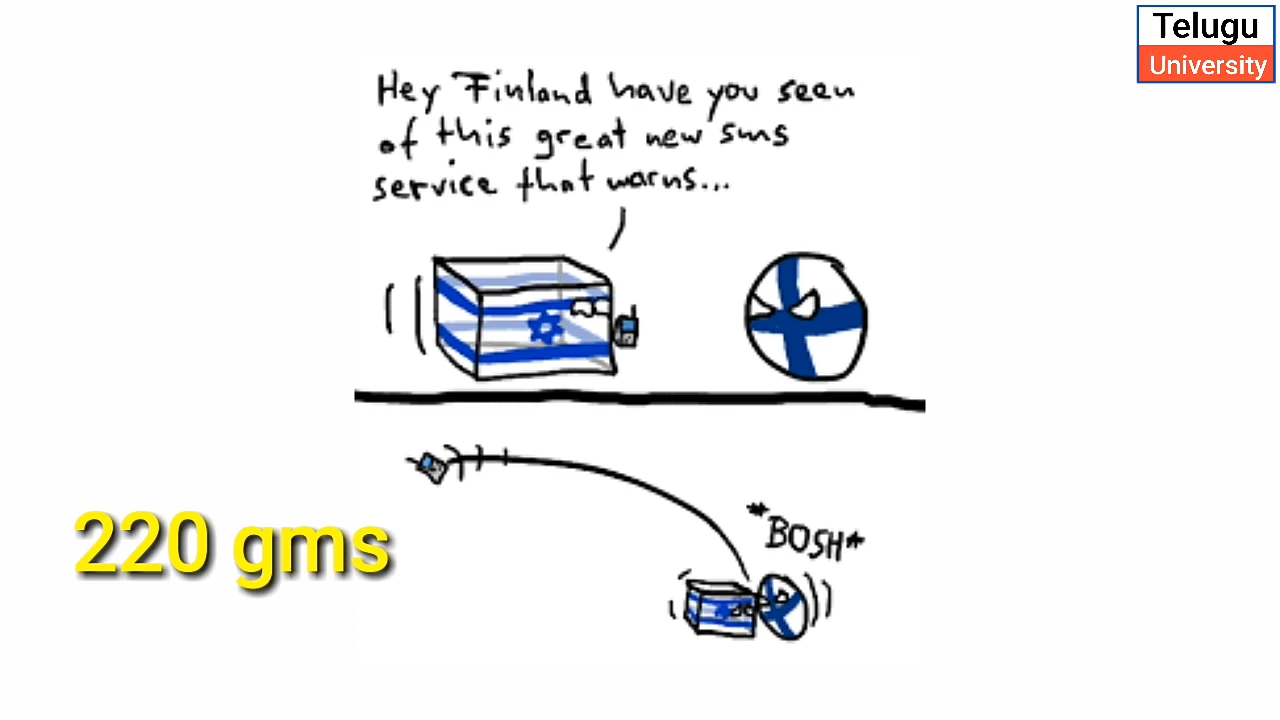 Telugu
University
Hey Finland have you seen
of this great new sms
service that warns...
220 gms
*BOSH*